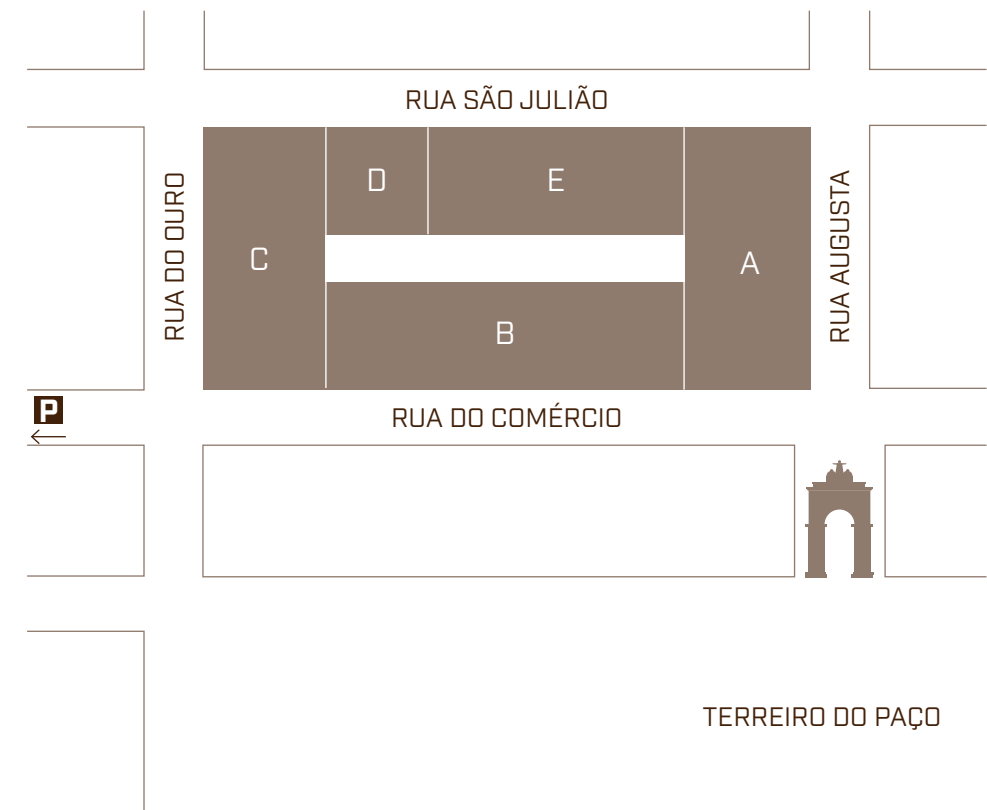 RUA SÃO JULIÃO
RUA DO OURO
D
E
RUA AUGUSTA
C
A
B
P
RUA DO COMÉRCIO
TERREIRO DO PAÇO